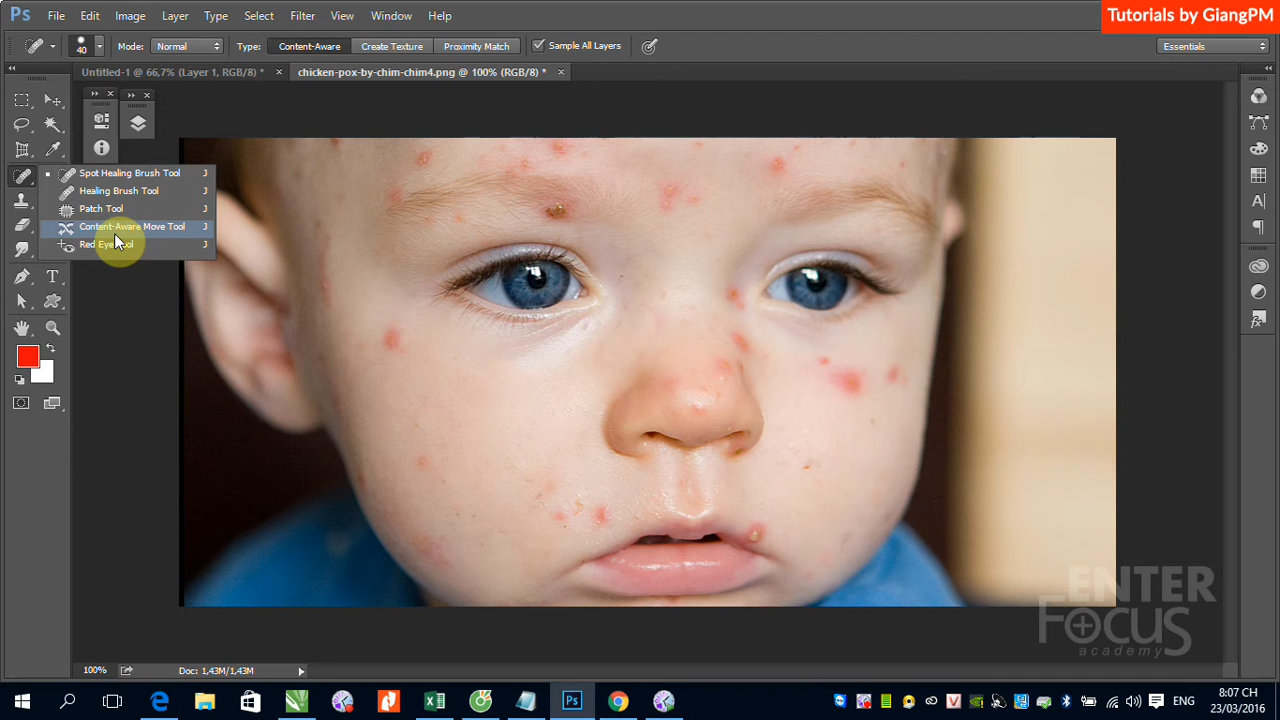 Ps File Edit Image Layer Type Select Filter View Window Help
Tutorials by GiangPM
40 Mode: Normal Type: Content-Aware Create Texture Proximity Match Sample All Layers Essentials
Untitled-1 @ 66,7% (Layer 1, RGB/8) * × chicken-pox-by-chim-chim4.png @ 100% (RGB/8) * ×
Spot Healing Brush Tool J
Healing Brush Tool J
Patch Tool J
Content-Aware Move Tool J
Red Eye Tool J
ENTER
FOCUS
academy
100% Doc: 1,43M/1,43M
ENG
8:07 CH
23/03/2016